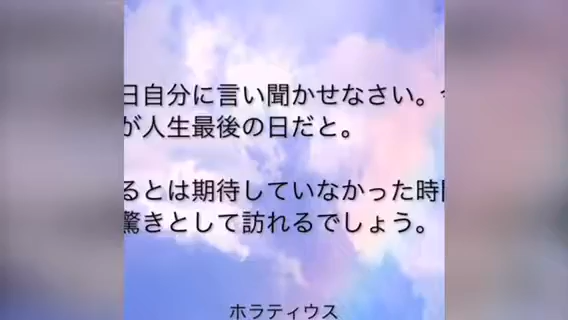 日自分に言い聞かせなさい。
が人生最後の日だと。
るとは期待していなかった時
驚きとして訪れるでしょう。
ホラティウス